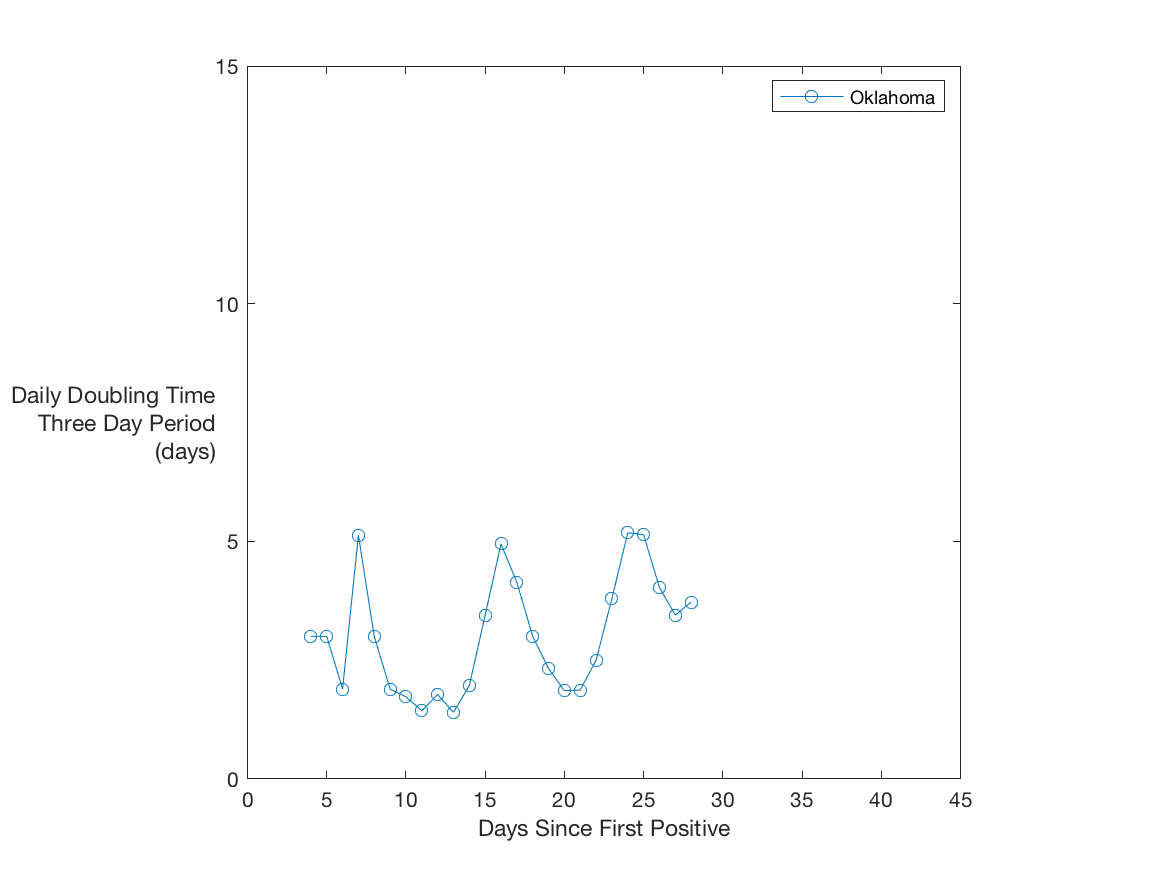 15
Oklahoma
10
Daily Doubling Time
Three Day Period
(days)
5
0
0 5 10 15 20 25 30 35 40 45
Days Since First Positive